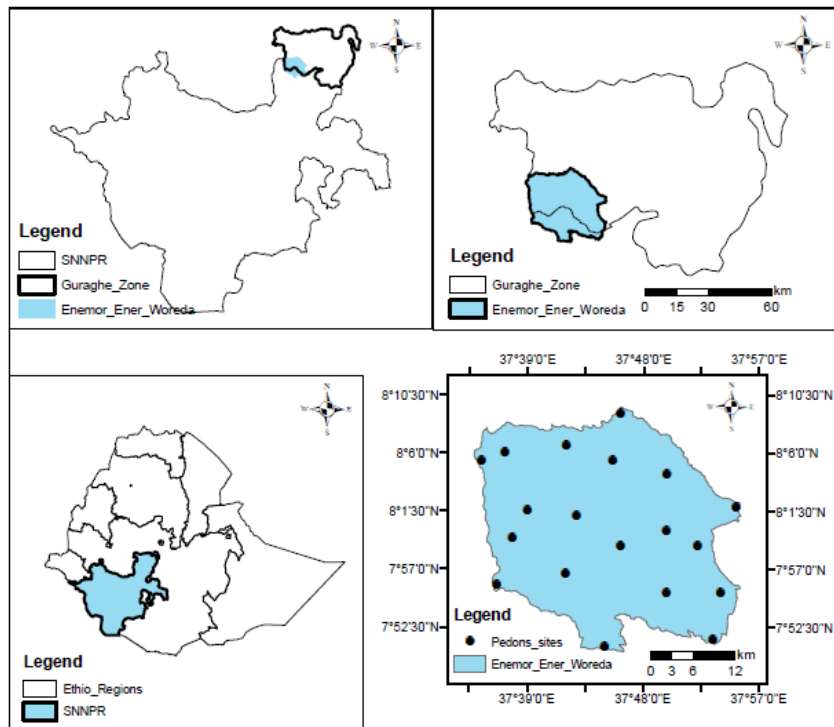 N
W E
S
Legend
SNNPR
Guraghe_Zone
Enemor_Ener_Woreda
N
W E
S
Legend
Guraghe_Zone
Enemor_Ener_Woreda
km
0 15 30 60
N
W E
S
Legend
Ethio_Regions
SNNPR
37°39'0"E 37°48'0"E 37°57'0"E
8°10'30"N 8°10'30"N
N
W E
S
8°6'0"N 8°6'0"N
8°1'30"N 8°1'30"N
7°57'0"N 7°57'0"N
7°52'30"N 7°52'30"N
Legend
Pedons_sites
Enemor_Ener_Woreda
km
0 3 6 12
37°39'0"E 37°48'0"E 37°57'0"E